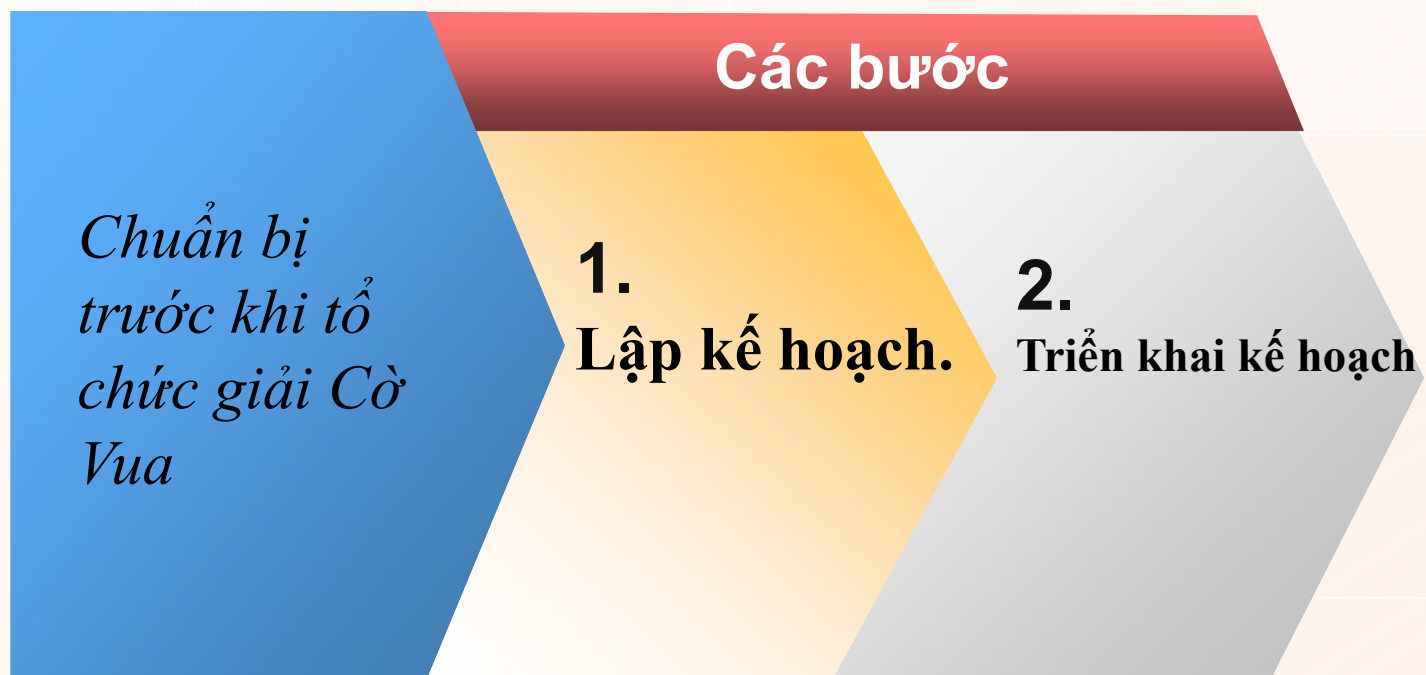 Các bước
Chuẩn bị
trước khi tổ
chức giải Cờ
Vua
1.
Lập kế hoạch.
2.
Triển khai kế hoạch